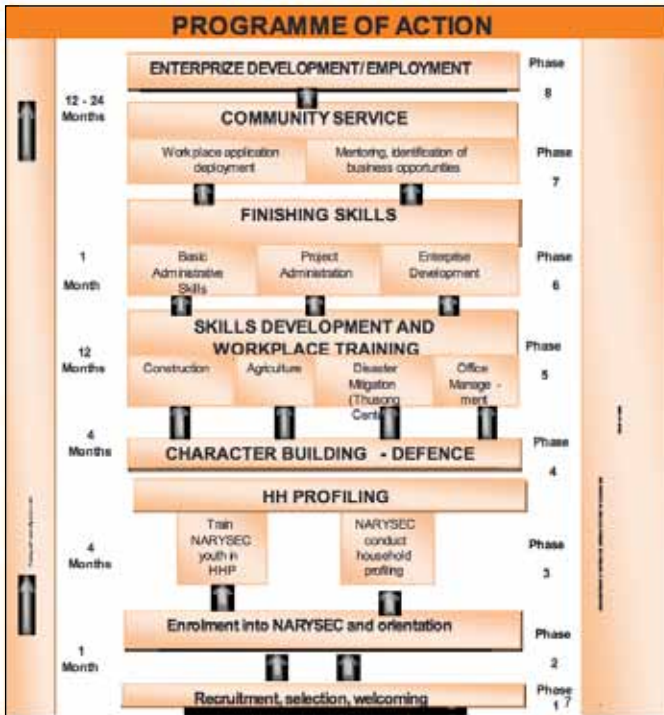 PROGRAMME OF ACTION
ENTERPRIZE DEVELOPMENT/ EMPLOYMENT
Phase
8
12 - 24
Months
COMMUNITY SERVICE
Work place application
deployment
Mentoring, identification of
business opportunities
Phase
7
FINISHING SKILLS
1
Month
Basic
Administrative
Skills
Project
Administration
Enterprise
Development
Phase
6
SKILLS DEVELOPMENT AND
WORKPLACE TRAINING
12
Months
Construction
Agriculture
Disaster
Mitigation
(Thusong
Office
Manage -
ment
Phase
5
4
Months
CHARACTER BUILDING - DEFENCE
Phase
4
HH PROFILING
4
Months
Train
NARYSEC
youth in
HHP
NARYSEC
conduct
household
profiling
Phase
3
Enrolment into NARYSEC and orientation
1
Month
Phase
2
Recruitment, selection, welcoming
Phase
1 7